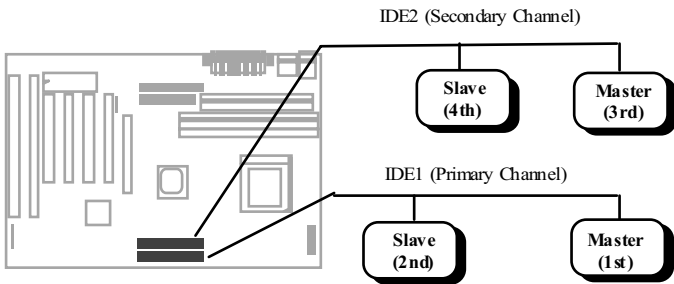 IDE2 (Secondary Channel)
Slave
(4th)
Master
(3rd)
IDE1 (Primary Channel)
Slave
(2nd)
Master
(1st)